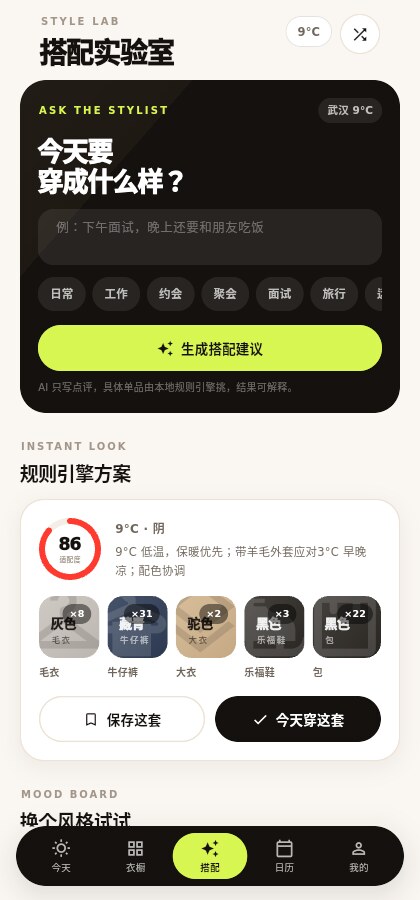 STYLE LAB
搭配实验室
9°C
ASK THE STYLIST
武汉 9°C
今天要
穿成什么样？
例：下午面试，晚上还要和朋友吃饭
日常
工作
约会
聚会
面试
旅行
生成搭配建议
AI 只写点评，具体单品由本地规则引擎挑，结果可解释。
INSTANT LOOK
规则引擎方案
86
适配度
9°C · 阴
9°C 低温，保暖优先；带羊毛外套应对3°C 早晚
凉；配色协调
×8
灰色
毛衣
×31
藏青
牛仔裤
×2
驼色
大衣
×3
黑色
乐福鞋
×22
黑色
包
毛衣
牛仔裤
大衣
乐福鞋
包
保存这套
今天穿这套
MOOD BOARD
换个风格试试
今天
衣橱
搭配
日历
我的